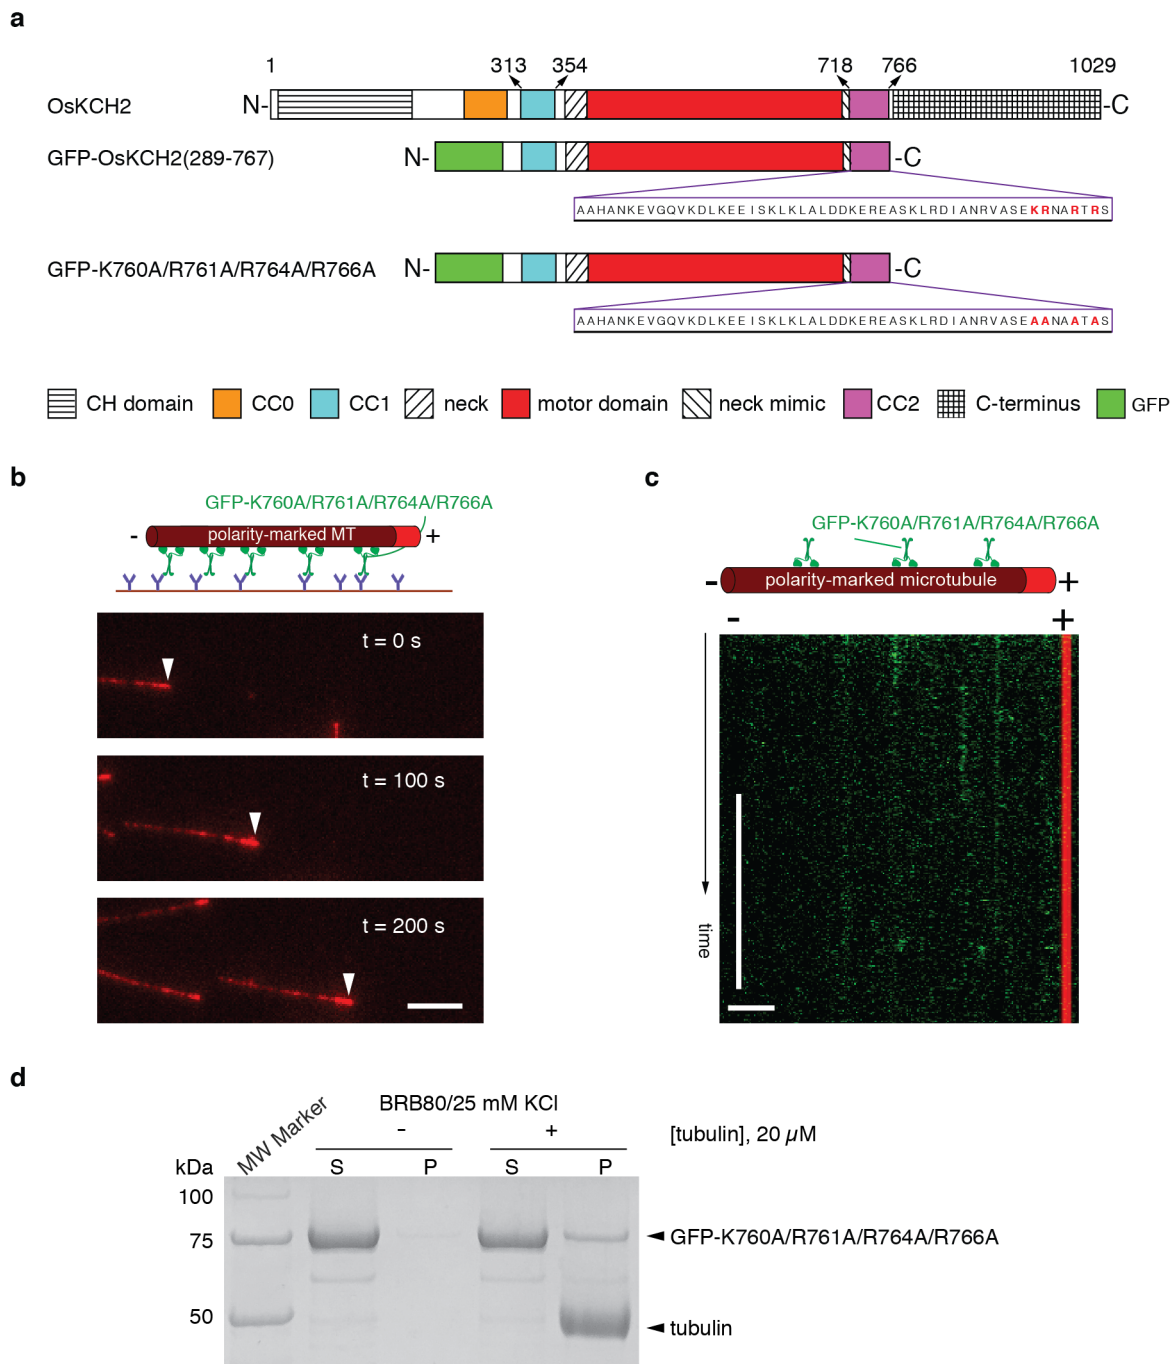 a
1 313 354 718 766 1029
OsKCH2 N- -C
GFP-OsKCH2(289-767) N- -C
AAHANKEVGQVKDLKEEISKLKLALDDKEREASKLRDIANRVASEKRNARTRS
GFP-K760A/R761A/R764A/R766A N- -C
AAHANKEVGQVKDLKEEISKLKLALDDKEREASKLRDIANRVASEAANAATAS
CH domain CC0 CC1 neck motor domain neck mimic CC2 C-terminus GFP
b
GFP-K760A/R761A/R764A/R766A
- polarity-marked MT +
t = 0 s
t = 100 s
t = 200 s
c
GFP-K760A/R761A/R764A/R766A
- polarity-marked microtubule +
- +
time
d
BRB80/25 mM KCl
MW Marker - + [tubulin], 20 µM
kDa S P S P
100
75 GFP-K760A/R761A/R764A/R766A
50 tubulin